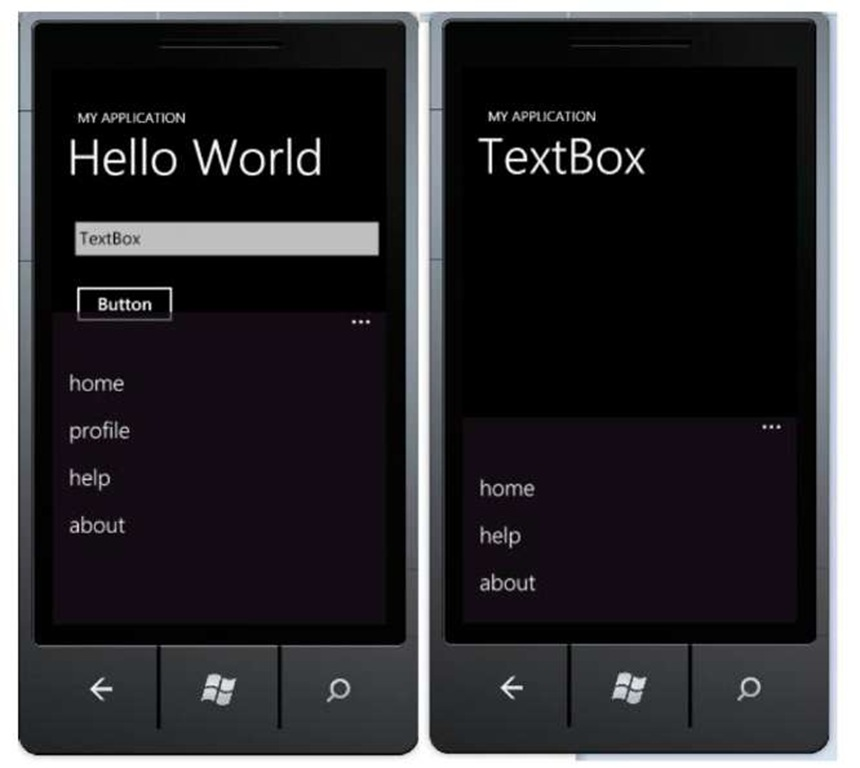 MY APPLICATION
Hello World
TextBox
Button
...
home
profile
help
about
MY APPLICATION
TextBox
...
home
help
about